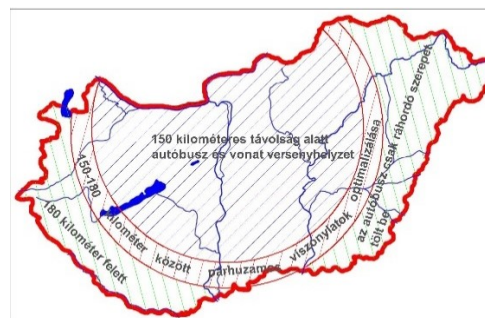 150 kilométeres távolság alatt
autóbusz és vonat versenyhelyzet
150-180 kilométer között párhuzamos viszonylatok optimalizálása
180 kilométer felett az autóbusz csak ráhordó szerepet
tölt be